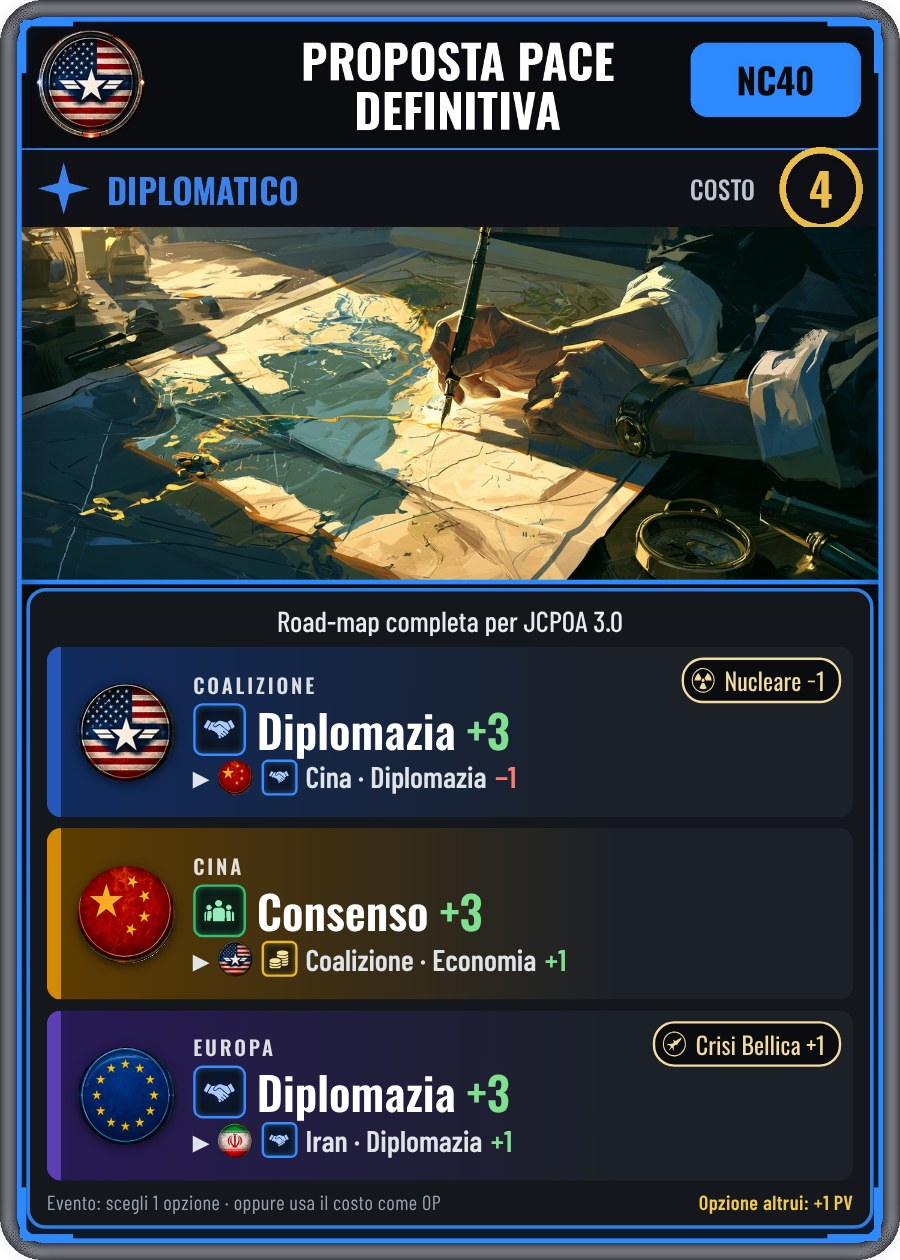 PROPOSTA PACE
DEFINITIVA
NC40
DIPLOMATICO
COSTO
4
Road-map completa per JCPOA 3.0
COALIZIONE
Nucleare −1
Diplomazia +3
▶ Cina · Diplomazia −1
CINA
Consenso +3
▶ Coalizione · Economia +1
EUROPA
Crisi Bellica +1
Diplomazia +3
▶ Iran · Diplomazia +1
Evento: scegli 1 opzione · oppure usa il costo come OP
Opzione altrui: +1 PV